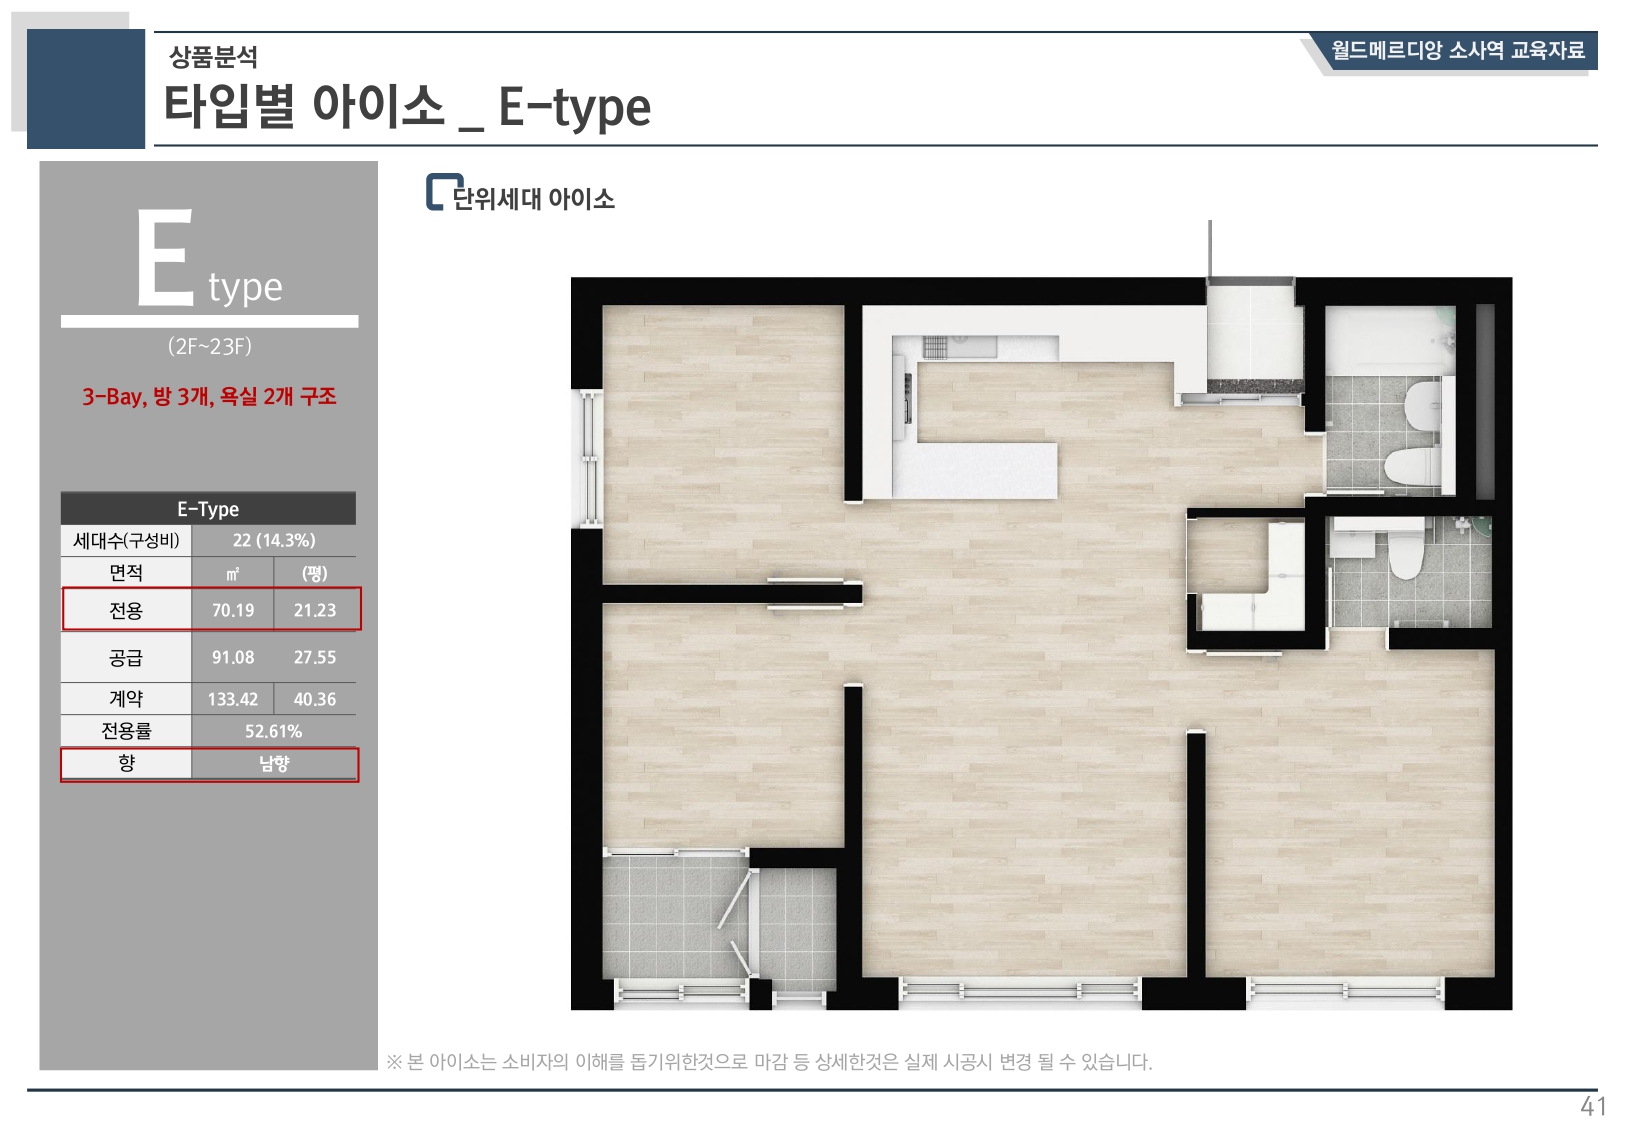 상품분석
타입별 아이소 _ E-type
월드메르디앙 소사역 교육자료
E type
(2F~23F)
3-Bay, 방 3개, 욕실 2개 구조
E-Type
세대수(구성비) 22 (14.3%)
면적 ㎡ (평)
전용 70.19 21.23
공급 91.08 27.55
계약 133.42 40.36
전용률 52.61%
향 남향
단위세대 아이소
※ 본 아이소는 소비자의 이해를 돕기위한것으로 마감 등 상세한것은 실제 시공시 변경 될 수 있습니다.
41